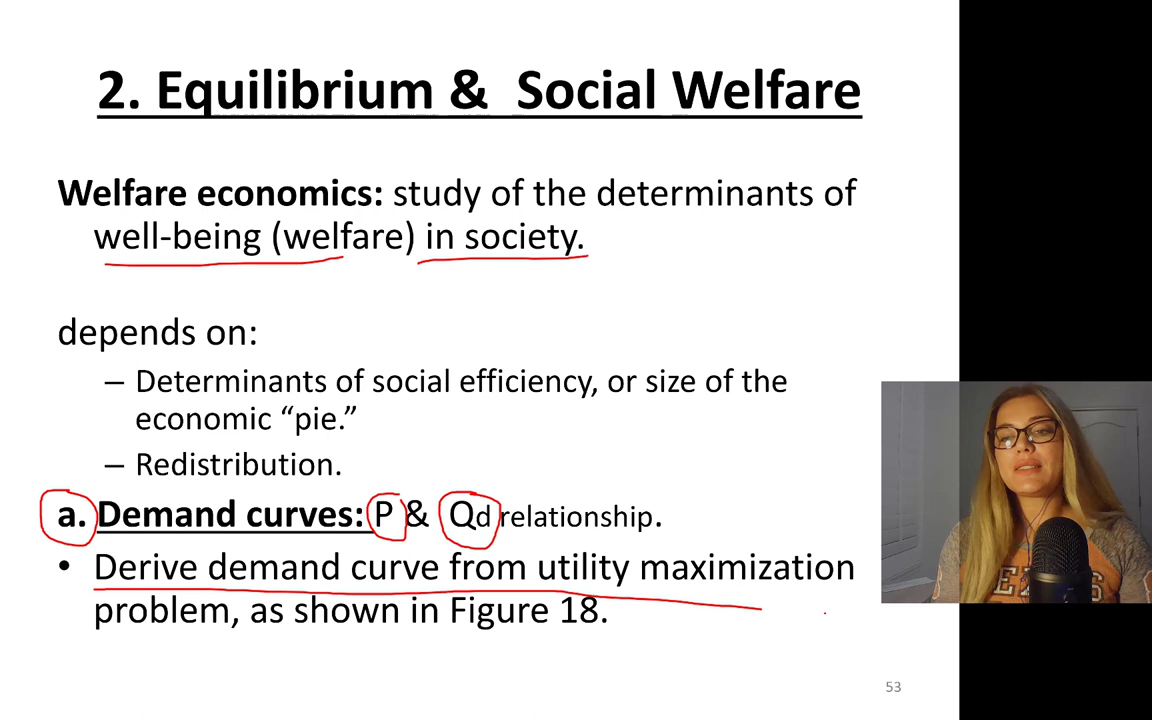 2. Equilibrium & Social Welfare
Welfare economics: study of the determinants of
well-being (welfare) in society.
depends on:
– Determinants of social efficiency, or size of the
economic “pie.”
– Redistribution.
a. Demand curves: P & Qd relationship.
• Derive demand curve from utility maximization
problem, as shown in Figure 18.
53